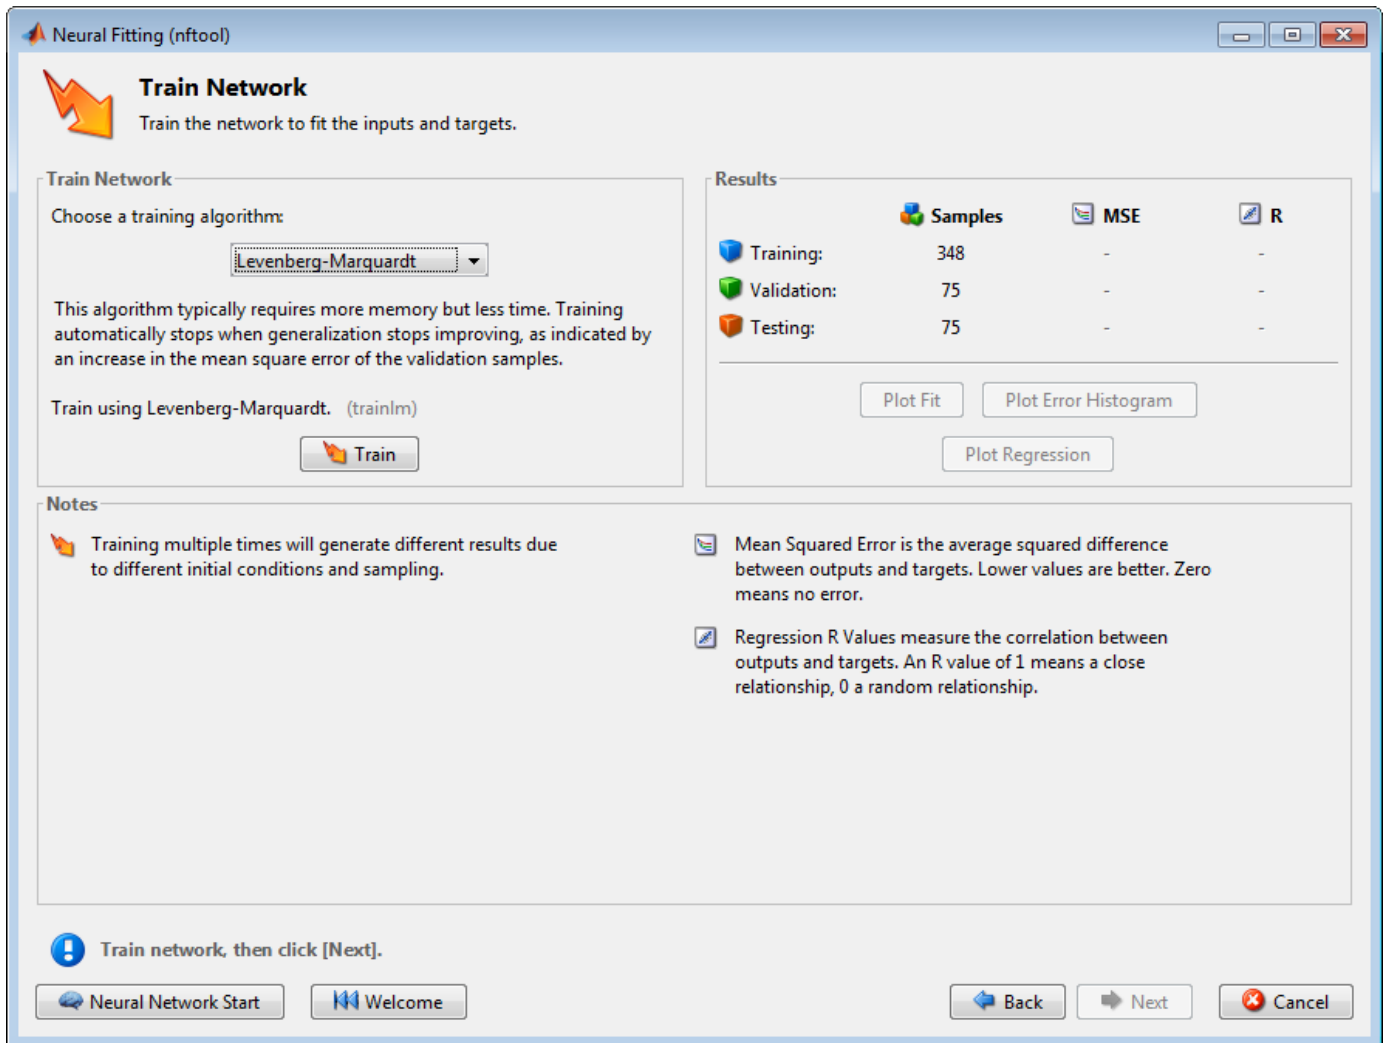 Neural Fitting (nftool)
Train Network
Train the network to fit the inputs and targets.
Train Network
Choose a training algorithm:
Levenberg-Marquardt
This algorithm typically requires more memory but less time. Training
automatically stops when generalization stops improving, as indicated by
an increase in the mean square error of the validation samples.
Train using Levenberg-Marquardt. (trainlm)
Train
Results
Samples MSE R
Training: 348 - -
Validation: 75 - -
Testing: 75 - -
Plot Fit Plot Error Histogram
Plot Regression
Notes
Training multiple times will generate different results due
to different initial conditions and sampling.
Mean Squared Error is the average squared difference
between outputs and targets. Lower values are better. Zero
means no error.
Regression R Values measure the correlation between
outputs and targets. An R value of 1 means a close
relationship, 0 a random relationship.
Train network, then click [Next].
Neural Network Start Welcome Back Next Cancel